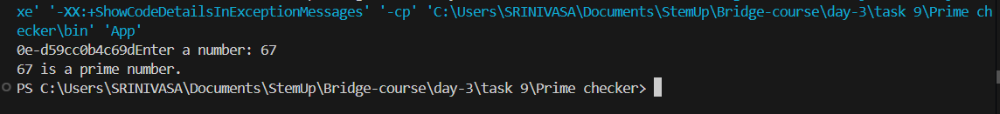 xe' '-XX:+ShowCodeDetailsInExceptionMessages' '-cp' 'C:\Users\SRINIVASA\Documents\StemUp\Bridge-course\day-3\task 9\Prime ch
ecker\bin' 'App'
0e-d59cc0b4c69dEnter a number: 67
67 is a prime number.
PS C:\Users\SRINIVASA\Documents\StemUp\Bridge-course\day-3\task 9\Prime checker>